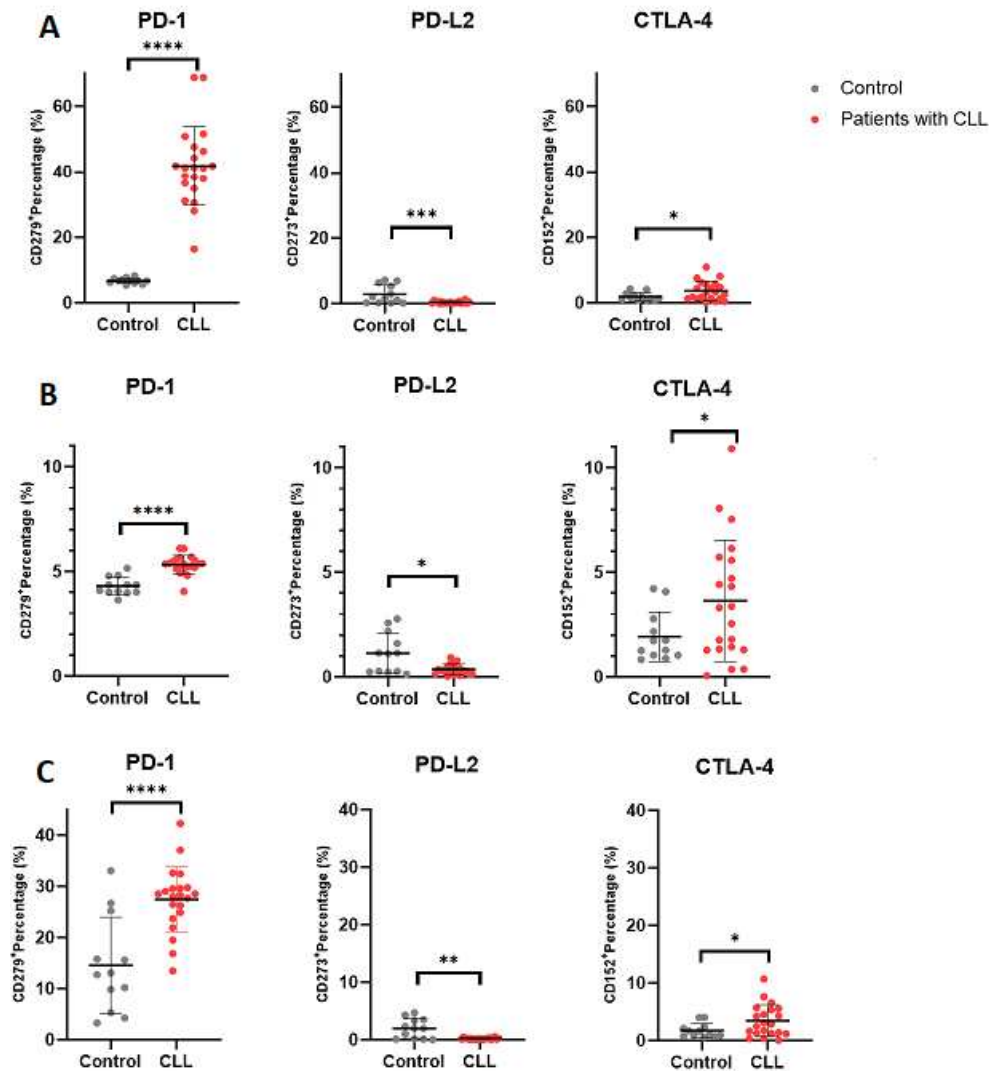 A
PD-1
PD-L2
CTLA-4
****
***
*
CD279⁺Percentage (%)
60
40
20
0
Control
CLL
CD273⁺Percentage (%)
60
40
20
0
Control
CLL
CD152⁺Percentage (%)
60
40
20
0
Control
CLL
Control
Patients with CLL
B
PD-1
PD-L2
CTLA-4
****
*
*
CD279⁺Percentage (%)
10
5
0
Control
CLL
CD273⁺Percentage (%)
10
5
0
Control
CLL
CD152⁺Percentage (%)
10
5
0
Control
CLL
C
PD-1
PD-L2
CTLA-4
****
**
*
CD279⁺Percentage (%)
40
30
20
10
0
Control
CLL
CD273⁺Percentage (%)
40
30
20
10
0
Control
CLL
CD152⁺Percentage (%)
40
30
20
10
0
Control
CLL